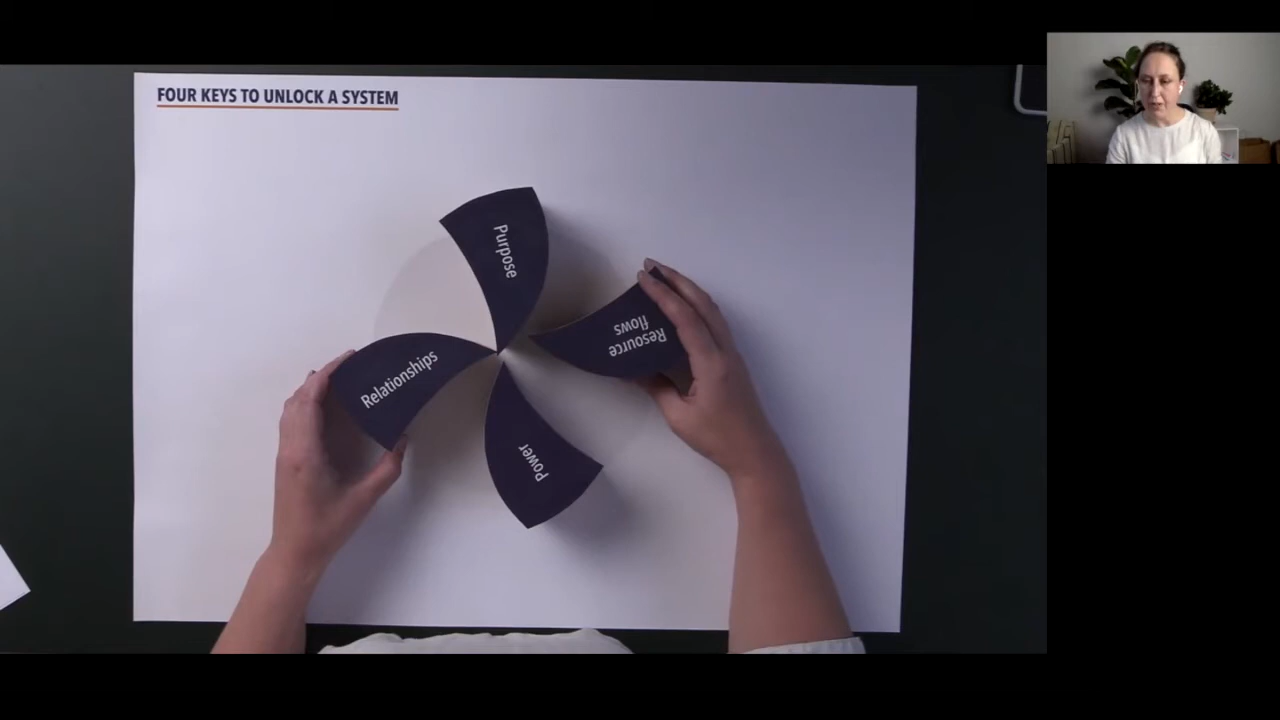 FOUR KEYS TO UNLOCK A SYSTEM
Purpose
Resource
flows
Relationships
Power